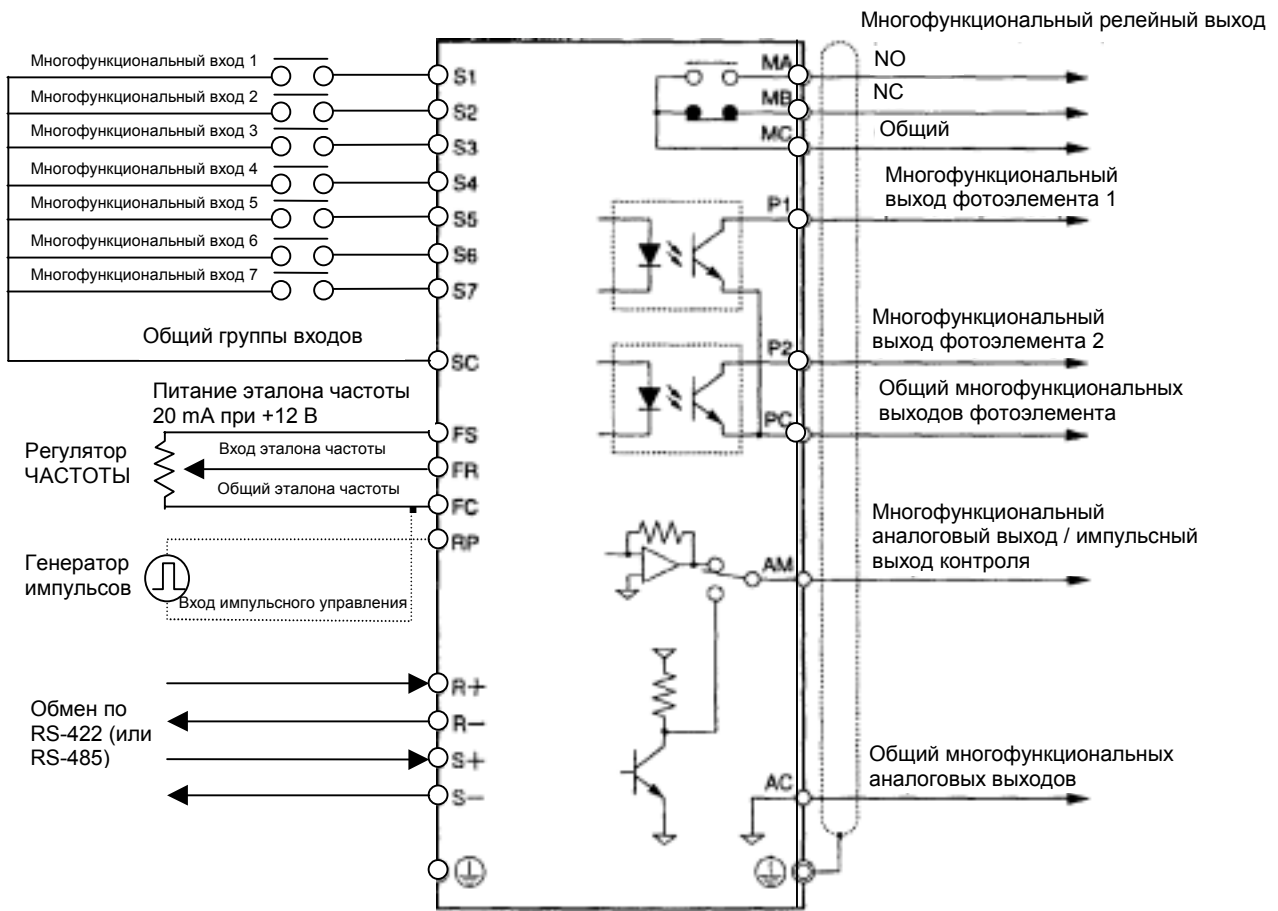 Многофункциональный релейный выход
Многофункциональный вход 1
S1
MA
NO
Многофункциональный вход 2
S2
MB
NC
Многофункциональный вход 3
S3
MC
Общий
Многофункциональный вход 4
S4
Многофункциональный
выход фотоэлемента 1
Многофункциональный вход 5
S5
P1
Многофункциональный вход 6
S6
Многофункциональный вход 7
S7
Общий группы входов
SC
Многофункциональный
выход фотоэлемента 2
P2
Питание эталона частоты
20 mA при +12 В
FS
Общий многофункциональных
выходов фотоэлемента
PC
Регулятор
ЧАСТОТЫ
Вход эталона частоты
FR
Общий эталона частоты
FC
RP
Генератор
импульсов
Вход импульсного управления
Многофункциональный
аналоговый выход / импульсный
выход контроля
AM
R+
Обмен по
RS-422 (или
RS-485)
R−
S+
S−
Общий многофункциональных
аналоговых выходов
AC